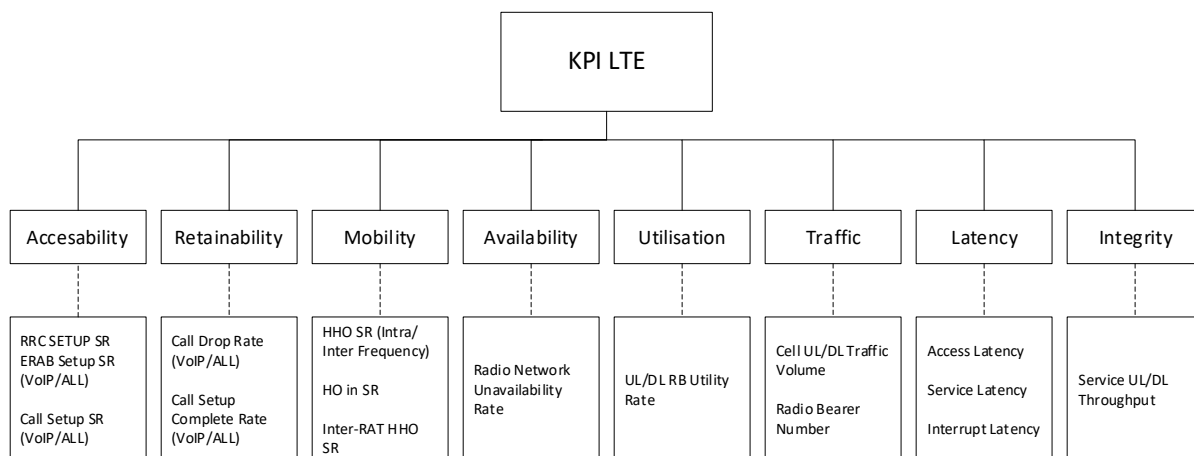 KPI LTE
Accesability
Retainability
Mobility
Availability
Utilisation
Traffic
Latency
Integrity
RRC SETUP SR
ERAB Setup SR
(VoIP/ALL)
Call Setup SR
(VoIP/ALL)
Call Drop Rate
(VoIP/ALL)
Call Setup
Complete Rate
(VoIP/ALL)
HHO SR (Intra/
Inter Frequency)
HO in SR
Inter-RAT HHO
SR
Radio Network
Unavailability
Rate
UL/DL RB Utility
Rate
Cell UL/DL Traffic
Volume
Radio Bearer
Number
Access Latency
Service Latency
Interrupt Latency
Service UL/DL
Throughput